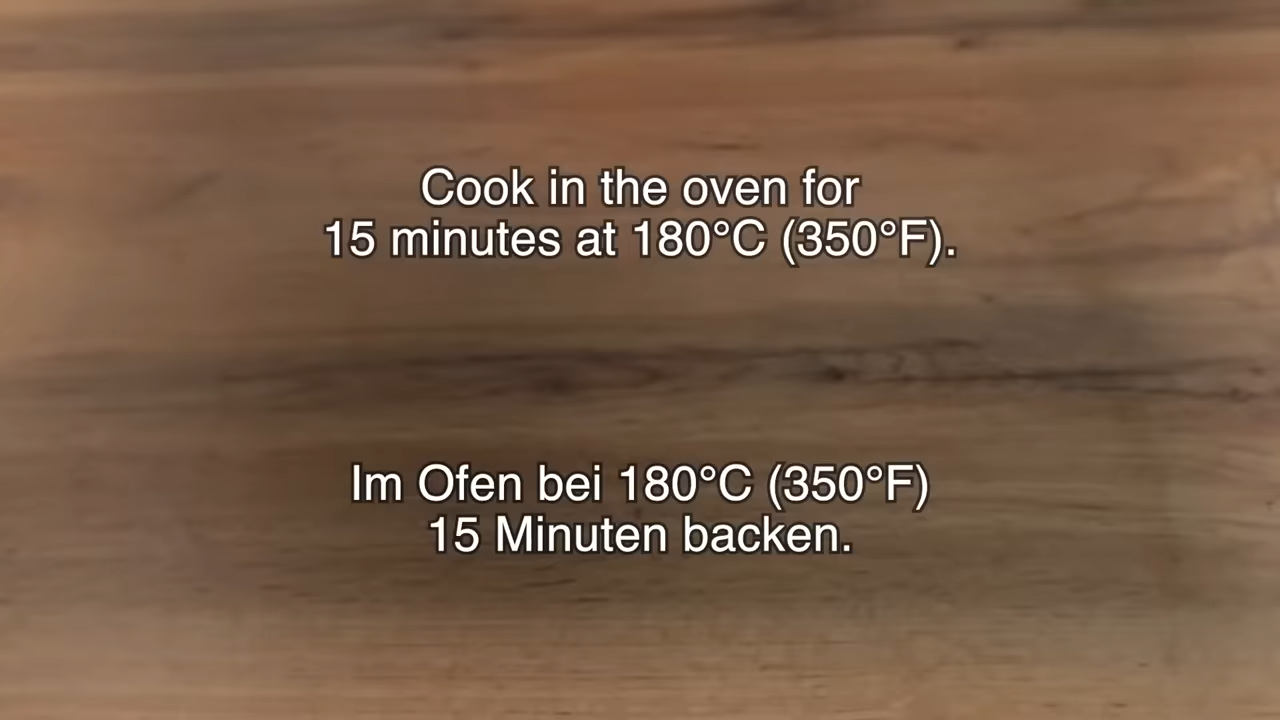 Cook in the oven for
15 minutes at 180°C (350°F).
Im Ofen bei 180°C (350°F)
15 Minuten backen.